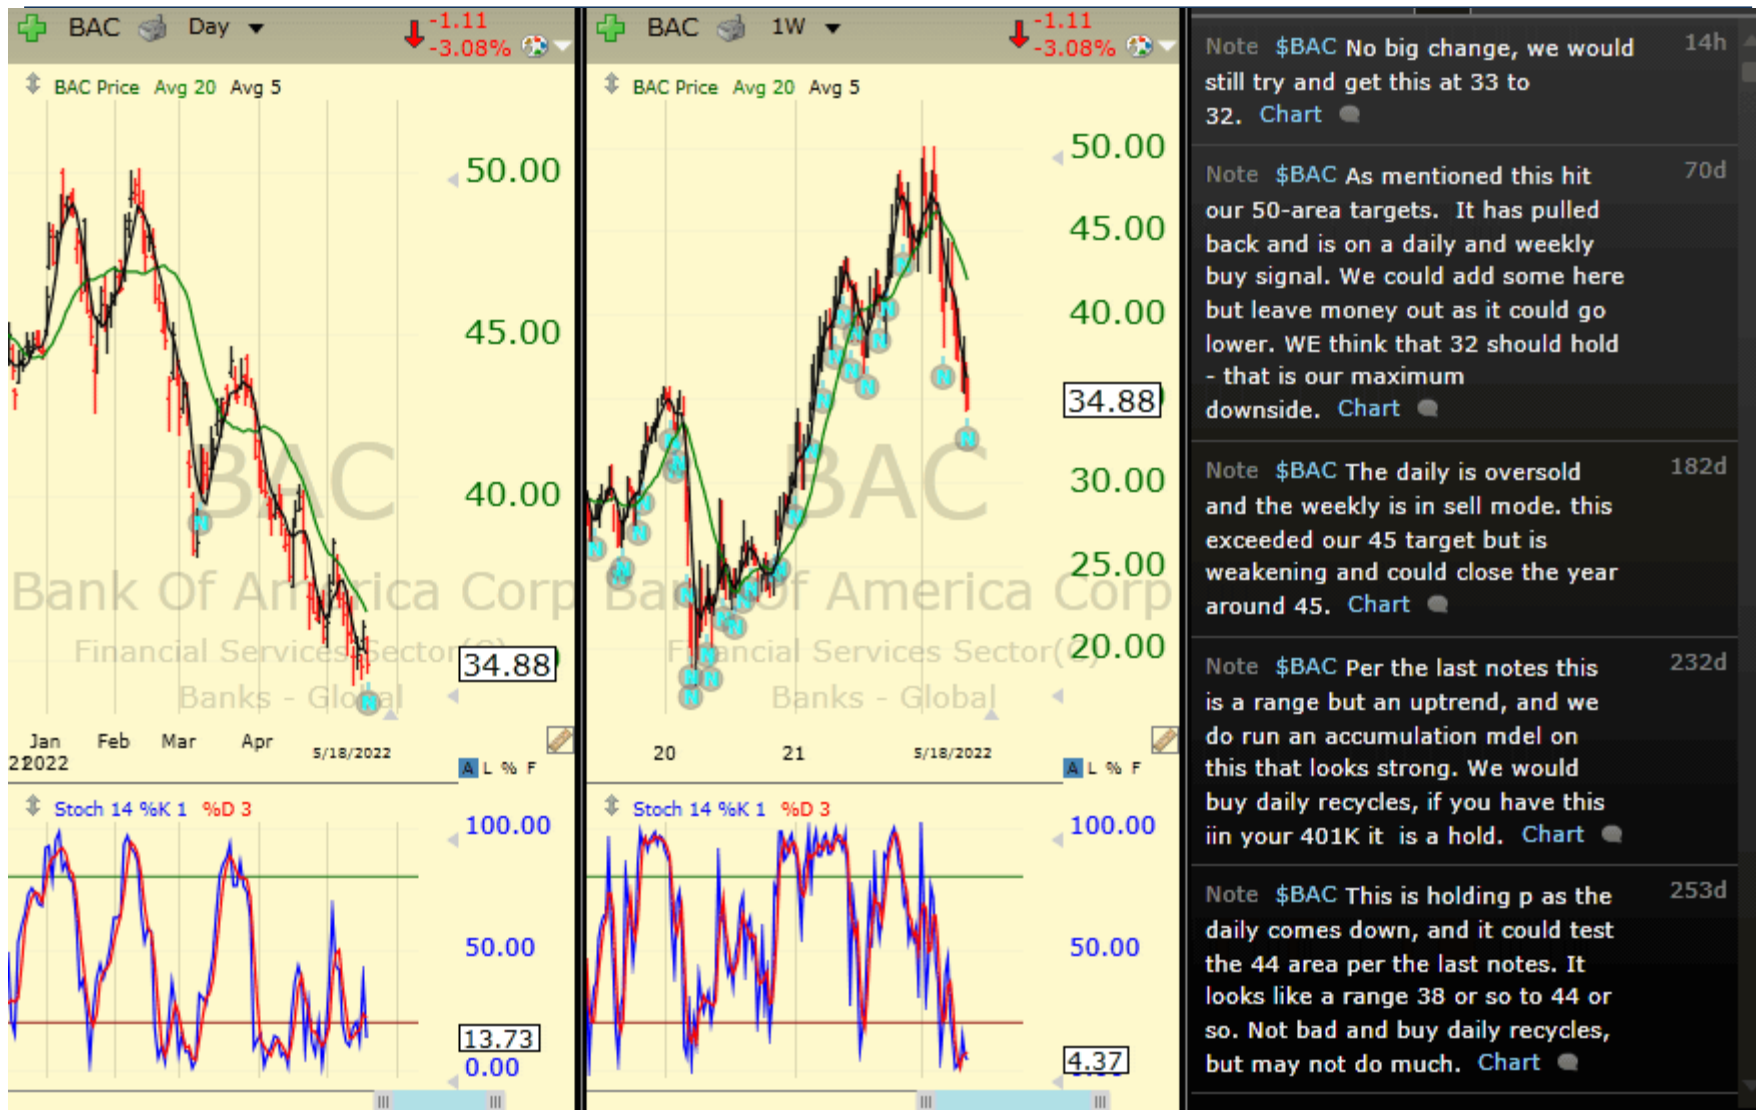 BAC Day
-1.11
-3.08%
BAC Price Avg 20 Avg 5
50.00
45.00
40.00
34.88
BAC
Bank Of America Corp
Financial Services Sector(C)
Banks - Global
Jan Feb Mar Apr 5/18/2022
212022
A L % F
Stoch 14 %K 1 %D 3
100.00
50.00
13.73
0.00
BAC 1W
-1.11
-3.08%
BAC Price Avg 20 Avg 5
50.00
45.00
40.00
34.88
30.00
25.00
20.00
BAC
Bank Of America Corp
Financial Services Sector(C)
Banks - Global
20 21 5/18/2022
A L % F
Stoch 14 %K 1 %D 3
100.00
50.00
4.37
Note $BAC No big change, we would 14h
still try and get this at 33 to
32. Chart
Note $BAC As mentioned this hit 70d
our 50-area targets. It has pulled
back and is on a daily and weekly
buy signal. We could add some here
but leave money out as it could go
lower. WE think that 32 should hold
- that is our maximum
downside. Chart
Note $BAC The daily is oversold 182d
and the weekly is in sell mode. this
exceeded our 45 target but is
weakening and could close the year
around 45. Chart
Note $BAC Per the last notes this 232d
is a range but an uptrend, and we
do run an accumulation mdel on
this that looks strong. We would
buy daily recycles, if you have this
iin your 401K it is a hold. Chart
Note $BAC This is holding p as the 253d
daily comes down, and it could test
the 44 area per the last notes. It
looks like a range 38 or so to 44 or
so. Not bad and buy daily recycles,
but may not do much. Chart